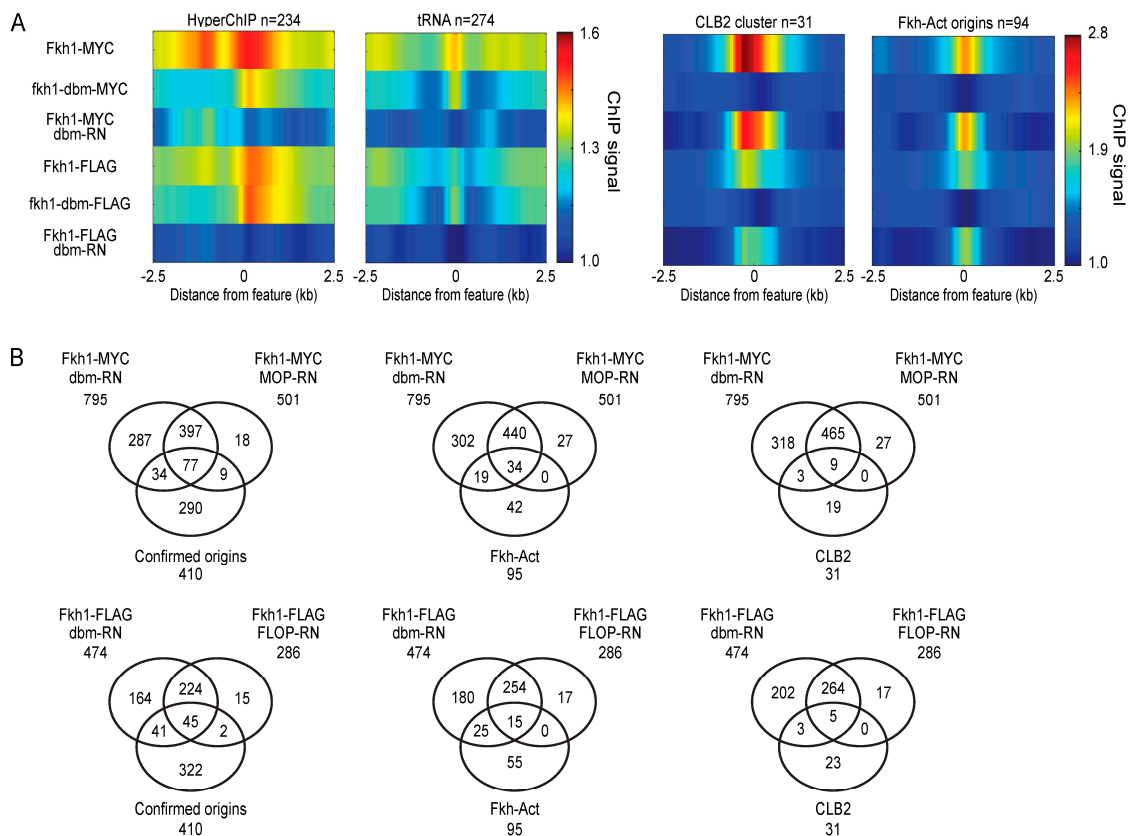 A
HyperChIP n=234
tRNA n=274
CLB2 cluster n=31
Fkh-Act origins n=94
Fkh1-MYC
fkh1-dbm-MYC
Fkh1-MYC
dbm-RN
Fkh1-FLAG
fkh1-dbm-FLAG
Fkh1-FLAG
dbm-RN
1.6
1.3
1.0
ChIP signal
2.8
1.9
1.0
ChIP signal
-2.5 0 2.5
Distance from feature (kb)
-2.5 0 2.5
Distance from feature (kb)
-2.5 0 2.5
Distance from feature (kb)
-2.5 0 2.5
Distance from feature (kb)
B
Fkh1-MYC
dbm-RN
795
Fkh1-MYC
MOP-RN
501
287 397 18
34 77 9
290
Confirmed origins
410
Fkh1-MYC
dbm-RN
795
Fkh1-MYC
MOP-RN
501
302 440 27
19 34 0
42
Fkh-Act
95
Fkh1-MYC
dbm-RN
795
Fkh1-MYC
MOP-RN
501
318 465 27
3 9 0
19
CLB2
31
Fkh1-FLAG
dbm-RN
474
Fkh1-FLAG
FLOP-RN
286
164 224 15
41 45 2
322
Confirmed origins
410
Fkh1-FLAG
dbm-RN
474
Fkh1-FLAG
FLOP-RN
286
180 254 17
25 15 0
55
Fkh-Act
95
Fkh1-FLAG
dbm-RN
474
Fkh1-FLAG
FLOP-RN
286
202 264 17
3 5 0
23
CLB2
31